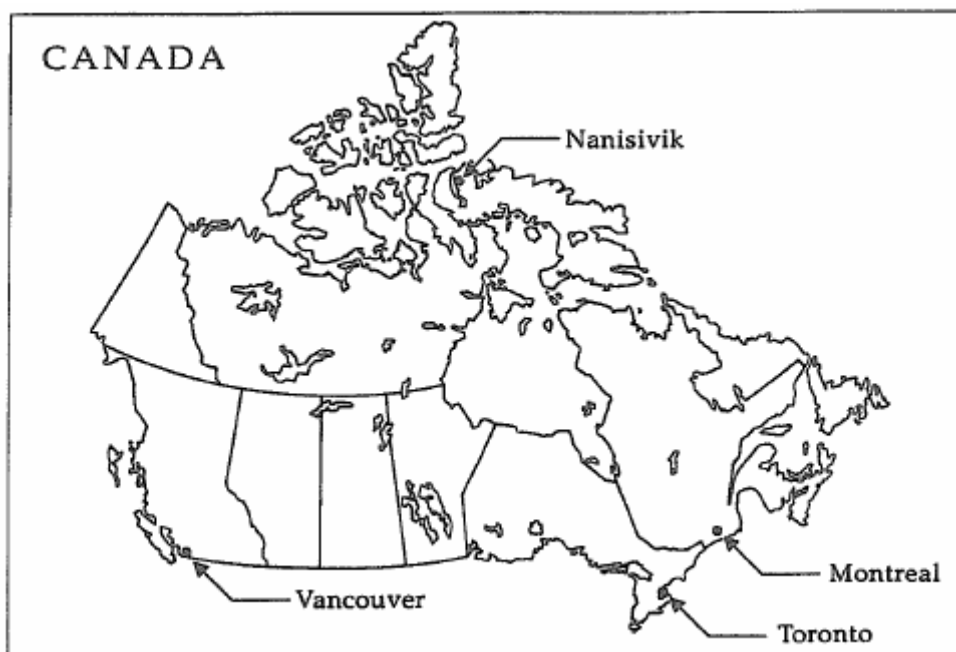 CANADA
Nanisivik
Montreal
Vancouver
Toronto